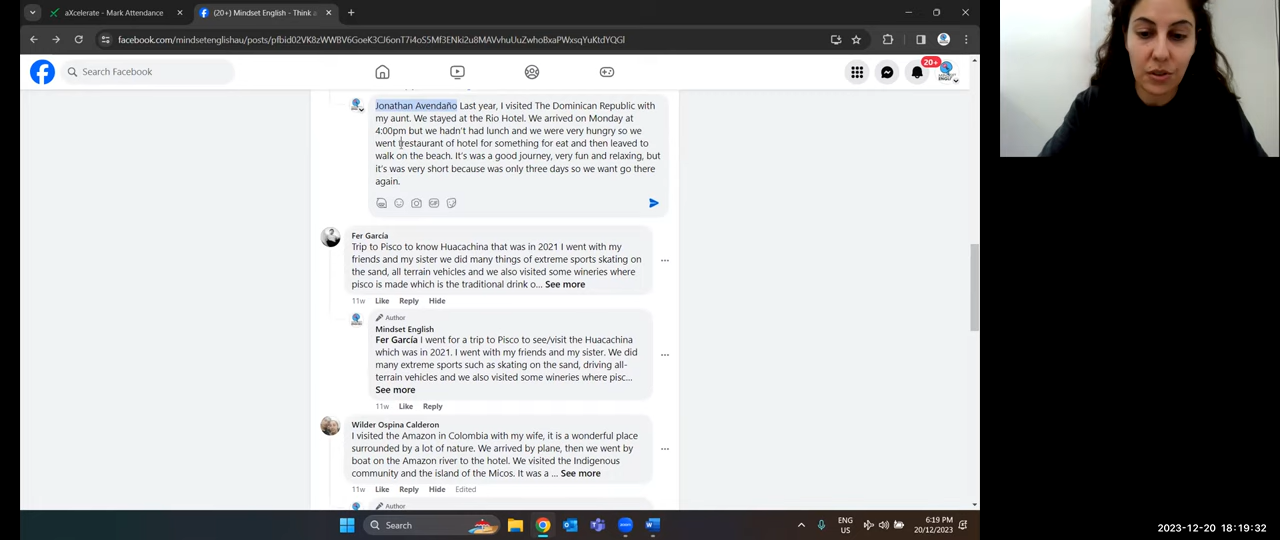 aXcelerate - Mark Attendance
(20+) Mindset English - Think a
facebook.com/mindsetenglishau/posts/
Search Facebook
20+
Jonathan Avendaño Last year, I visited The Dominican Republic with
my aunt. We stayed at the Rio Hotel. We arrived on Monday at
4:00pm but we hadn't had lunch and we were very hungry so we
went restaurant of hotel for something for eat and then leaved to
walk on the beach. It's was a good journey, very fun and relaxing, but
it's was very short because was only three days so we want go there
again.
GIF
Fer García
Trip to Pisco to know Huacachina that was in 2021 I went with my
friends and my sister we did many things of extreme sports skating on
the sand, all terrain vehicles and we also visited some wineries where
pisco is made which is the traditional drink o... See more
11w Like Reply Hide
Author
Mindset English
Fer García I went for a trip to Pisco to see/visit the Huacachina
which was in 2021. I went with my friends and my sister. We did
many extreme sports such as skating on the sand, driving all-
terrain vehicles and we also visited some wineries where pisc...
See more
11w Like Reply
Wilder Ospina Calderon
I visited the Amazon in Colombia with my wife, it is a wonderful place
surrounded by a lot of nature. We arrived by plane, then we went by
boat on the Amazon river to the hotel. We visited the Indigenous
community and the island of the Micos. It was a ... See more
11w Like Reply Hide Edited
Author
Search
ENG
US
6:19 PM
20/12/2023
2023-12-20 18:19:32